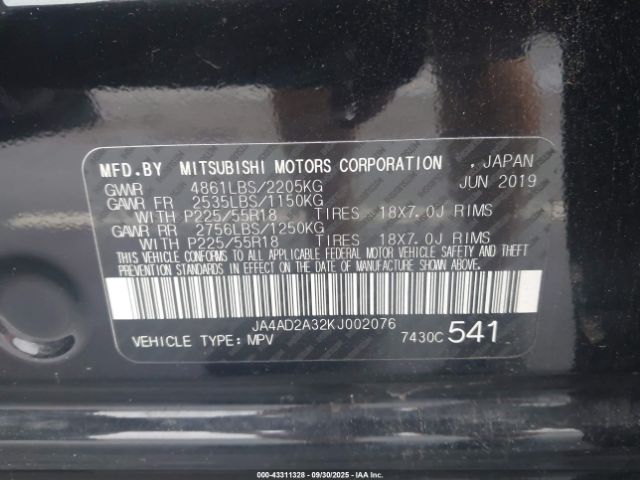 MFD.BY MITSUBISHI MOTORS CORPORATION , JAPAN
GVWR 4861LBS/2205KG JUN 2019
GAWR FR 2535LBS/1150KG
WITH P225/55R18 TIRES 18X7.0J RIMS
GAWR RR 2756LBS/1250KG
WITH P225/55R18 TIRES 18X7.0J RIMS
THIS VEHICLE CONFORMS TO ALL APPLICABLE FEDERAL MOTOR VEHICLE SAFETY AND THEFT
PREVENTION STANDARDS IN EFFECT ON THE DATE OF MANUFACTURE SHOWN ABOVE.
JA4AD2A32KJ002076
VEHICLE TYPE: MPV 7430C 541
000-43311328 - 09/30/2025 - IAA Inc.